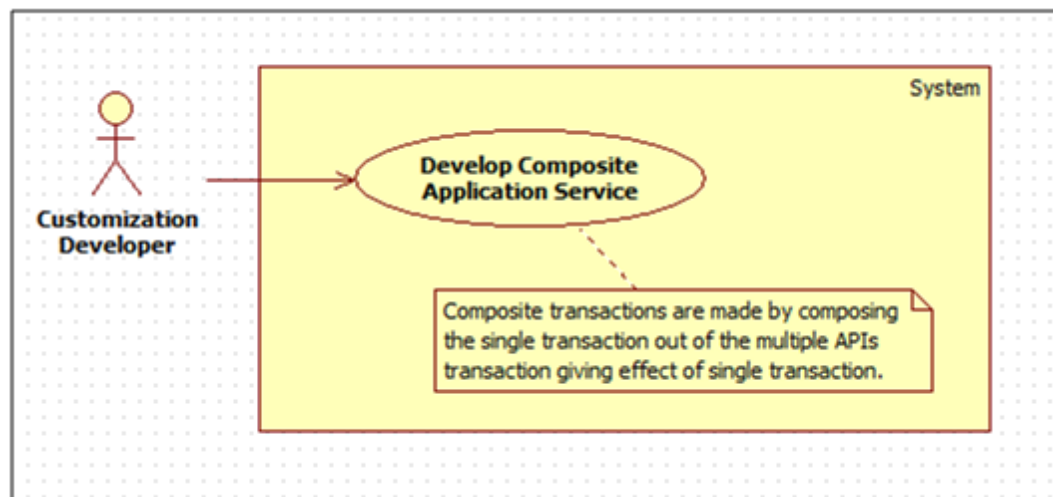 System
Develop Composite
Application Service
Customization
Developer
Composite transactions are made by composing
the single transaction out of the multiple APIs
transaction giving effect of single transaction.